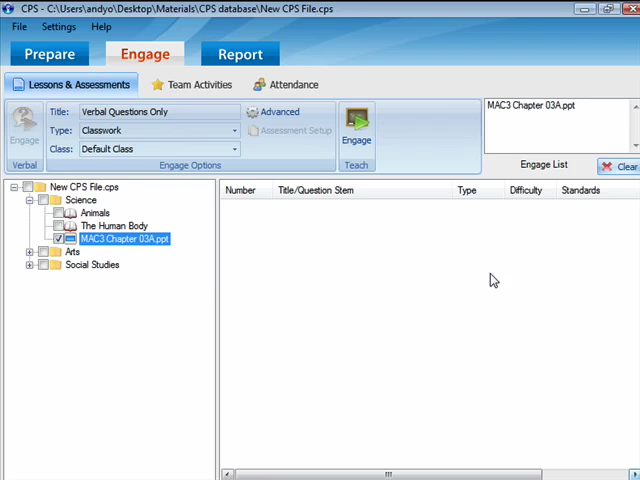 CPS - C:\Users\andyo\Desktop\Materials\CPS database\New CPS File.cps
File Settings Help
Prepare Engage Report
Lessons & Assessments Team Activities Attendance
Engage
Verbal
Title: Verbal Questions Only
Type: Classwork
Class: Default Class
Advanced
Assessment Setup
Engage Options
Engage
Teach
MAC3 Chapter 03A.ppt
Engage List
Clear
New CPS File.cps
Science
Animals
The Human Body
MAC3 Chapter 03A.ppt
Arts
Social Studies
Number Title/Question Stem Type Difficulty Standards